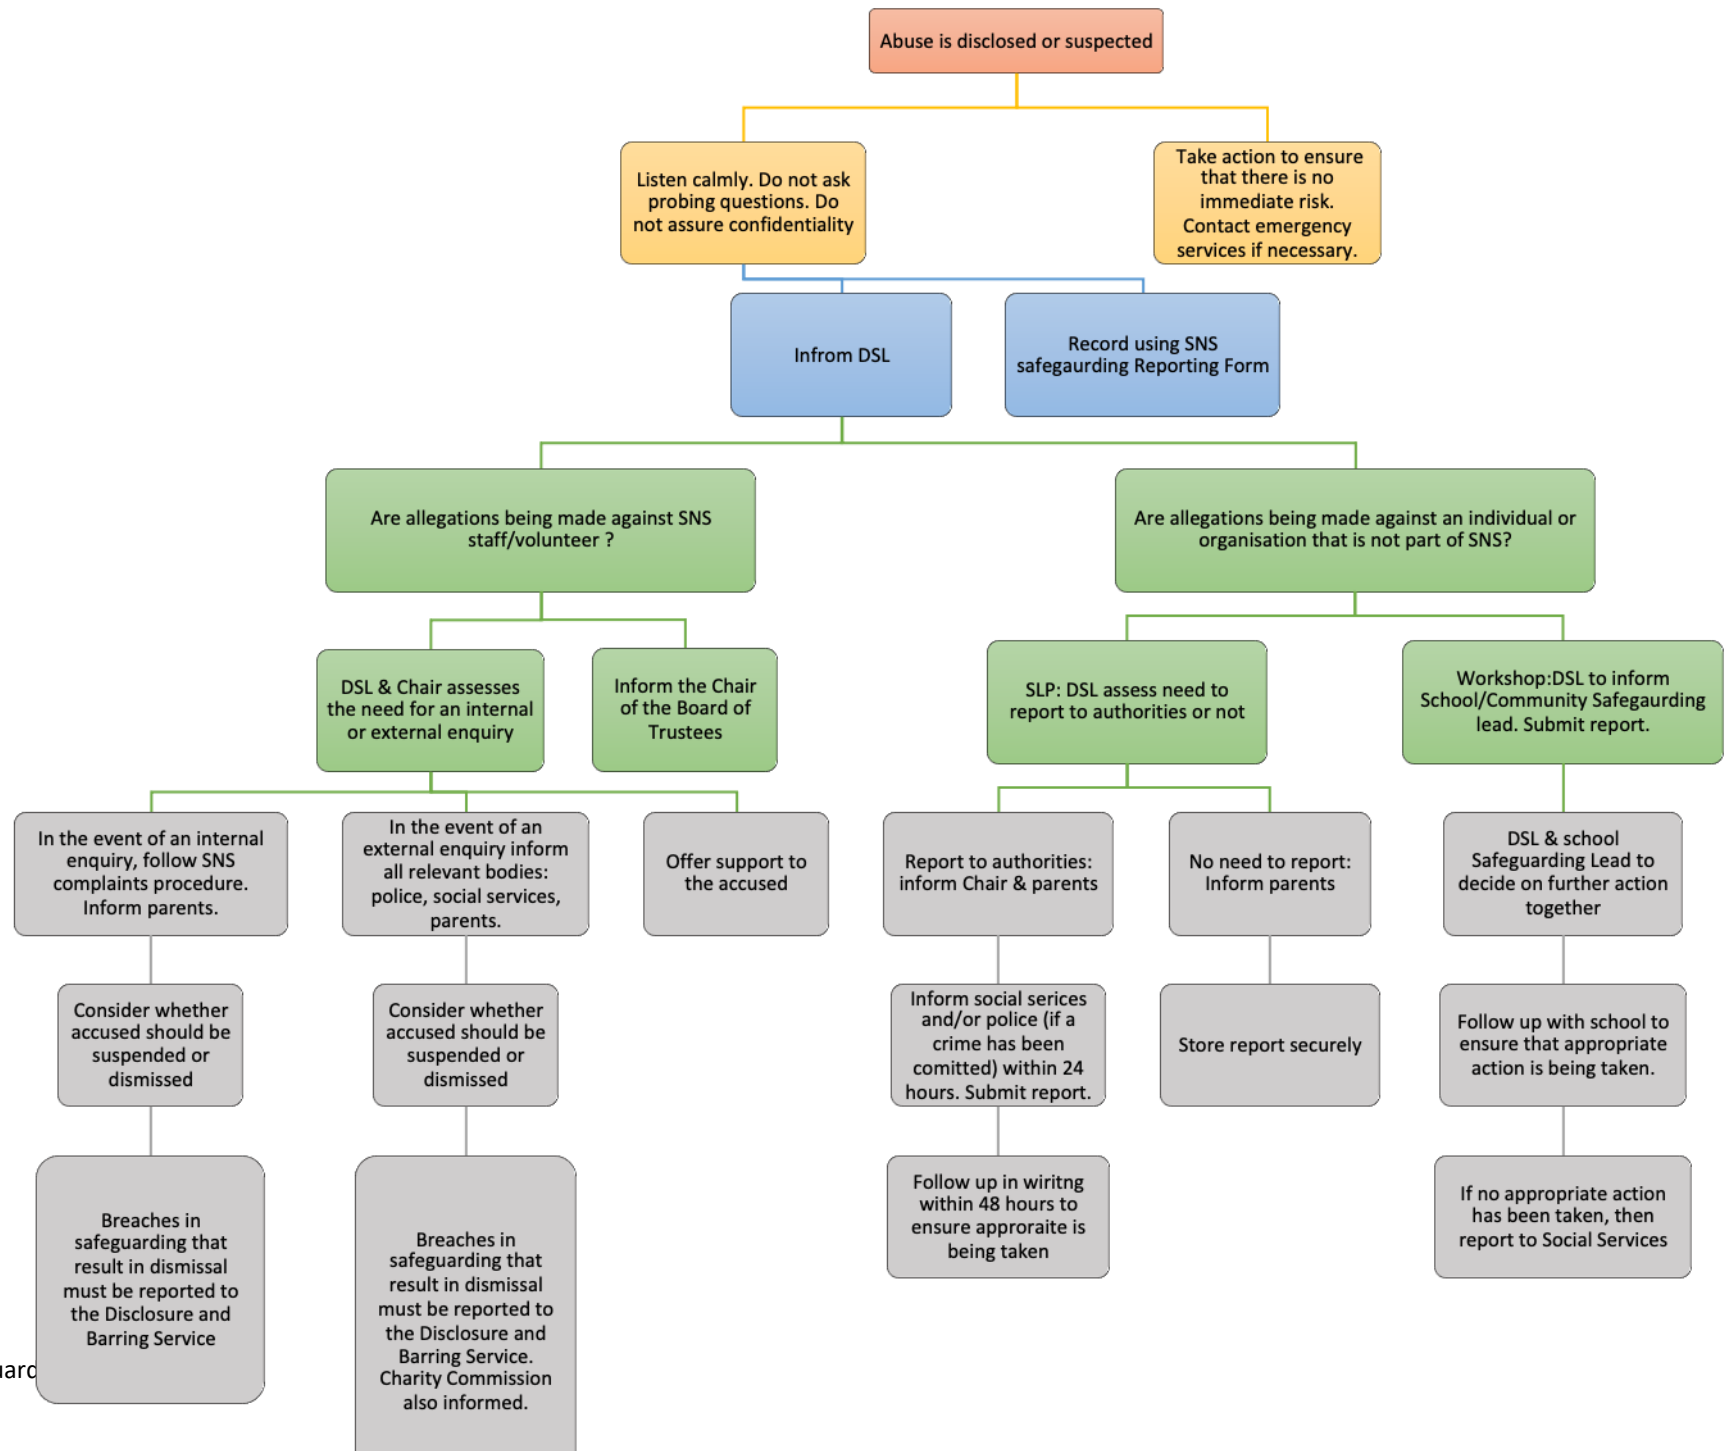 Abuse is disclosed or suspected
Listen calmly. Do not ask
probing questions. Do
not assure confidentiality
Take action to ensure
that there is no
immediate risk.
Contact emergency
services if necessary.
Infrom DSL
Record using SNS
safegaurding Reporting Form
Are allegations being made against SNS
staff/volunteer ?
Are allegations being made against an individual or
organisation that is not part of SNS?
DSL & Chair assesses
the need for an internal
or external enquiry
Inform the Chair
of the Board of
Trustees
SLP: DSL assess need to
report to authorities or not
Workshop:DSL to inform
School/Community Safegaurding
lead. Submit report.
In the event of an internal
enquiry, follow SNS
complaints procedure.
Inform parents.
In the event of an
external enquiry inform
all relevant bodies:
police, social services,
parents.
Offer support to
the accused
Report to authorities:
inform Chair & parents
No need to report:
Inform parents
DSL & school
Safeguarding Lead to
decide on further action
together
Consider whether
accused should be
suspended or
dismissed
Consider whether
accused should be
suspended or
dismissed
Inform social serices
and/or police (if a
crime has been
comitted) within 24
hours. Submit report.
Store report securely
Follow up with school to
ensure that appropriate
action is being taken.
Breaches in
safeguarding that
result in dismissal
must be reported to
the Disclosure and
Barring Service
Breaches in
safeguarding that
result in dismissal
must be reported to
the Disclosure and
Barring Service.
Charity Commission
also informed.
Follow up in wiritng
within 48 hours to
ensure approraite is
being taken
If no appropriate action
has been taken, then
report to Social Services